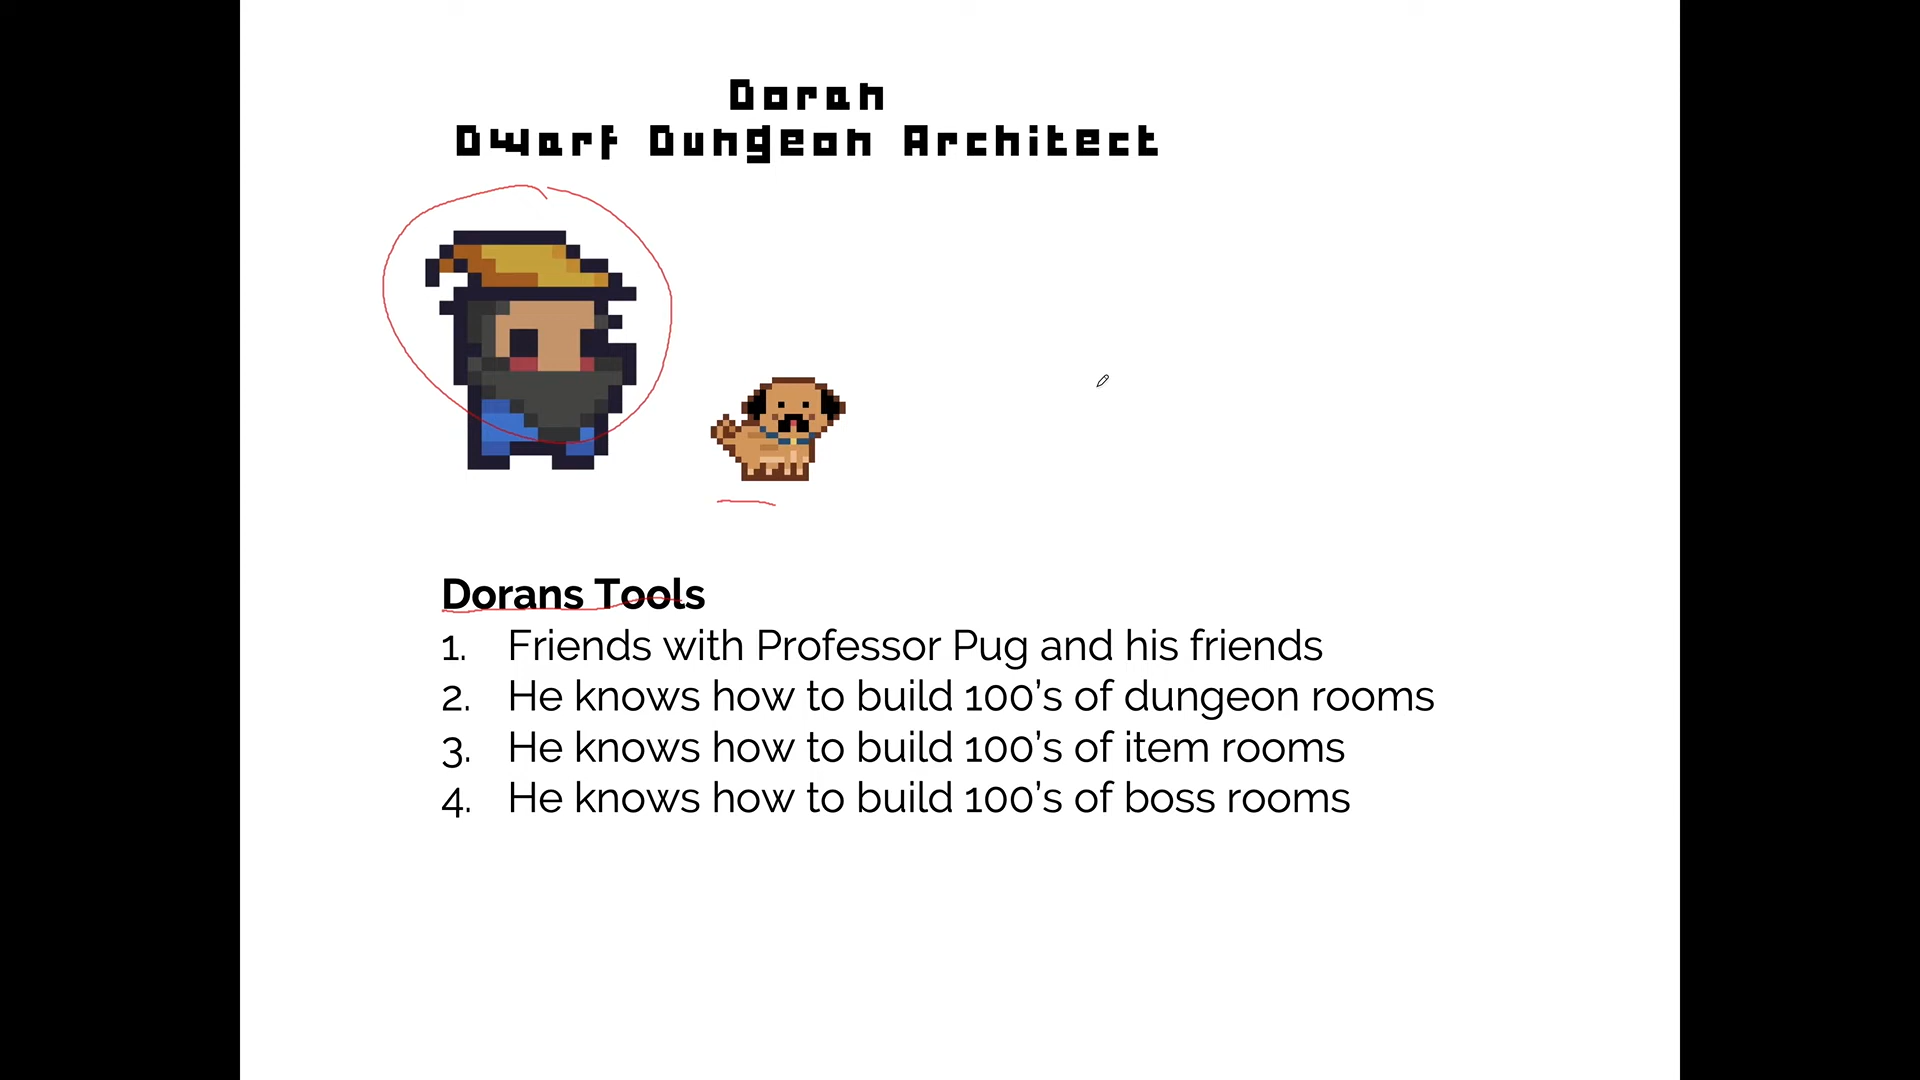 Doran
Dwarf Dungeon Architect
Dorans Tools
1. Friends with Professor Pug and his friends
2. He knows how to build 100’s of dungeon rooms
3. He knows how to build 100’s of item rooms
4. He knows how to build 100’s of boss rooms